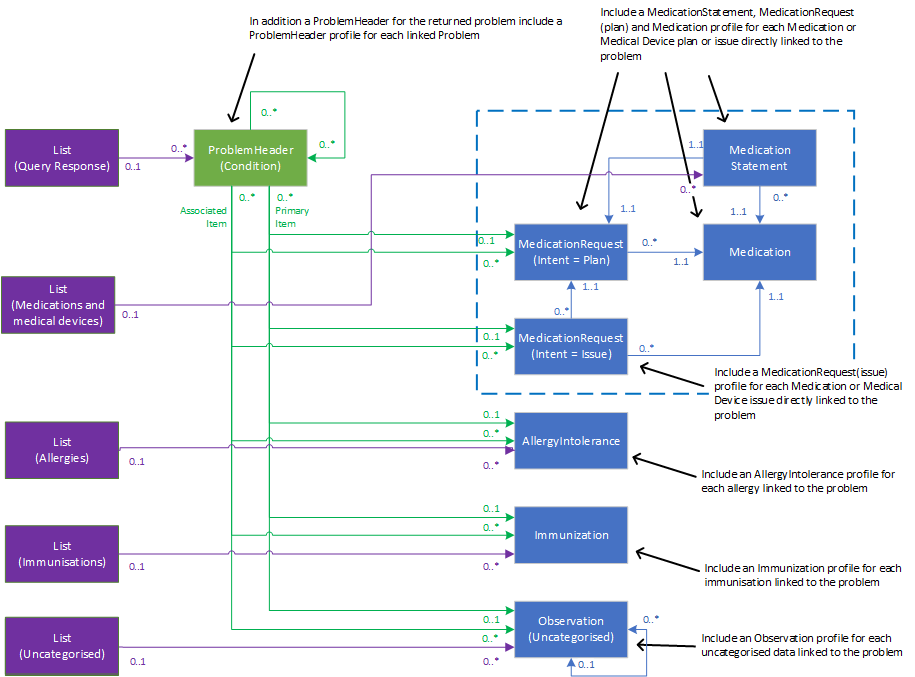 In addition a ProblemHeader for the returned problem include a
ProblemHeader profile for each linked Problem
Include a MedicationStatement, MedicationRequest
(plan) and Medication profile for each Medication or
Medical Device plan or issue directly linked to the
problem
0..*
0..*
List
(Query Response)
0..1
0..*
ProblemHeader
(Condition)
0..*
0..*
Associated
Item
Primary
Item
1..1
Medication
Statement
0..*
0..*
1..1
1..1
0..1
0..*
MedicationRequest
(Intent = Plan)
0..*
1..1
Medication
1..1
1..1
0..*
List
(Medications and
medical devices)
0..1
0..1
0..*
MedicationRequest
(Intent = Issue)
0..*
Include a MedicationRequest(issue)
profile for each Medication or Medical
Device issue directly linked to the
problem
List
(Allergies)
0..1
0..1
0..*
0..*
AllergyIntolerance
Include an AllergyIntolerance profile for
each allergy linked to the problem
List
(Immunisations)
0..1
0..1
0..*
0..*
Immunization
Include an Immunization profile for each
immunisation linked to the problem
List
(Uncategorised)
0..1
0..1
0..*
0..*
Observation
(Uncategorised)
0..*
0..1
Include an Observation profile for each
uncategorised data linked to the problem